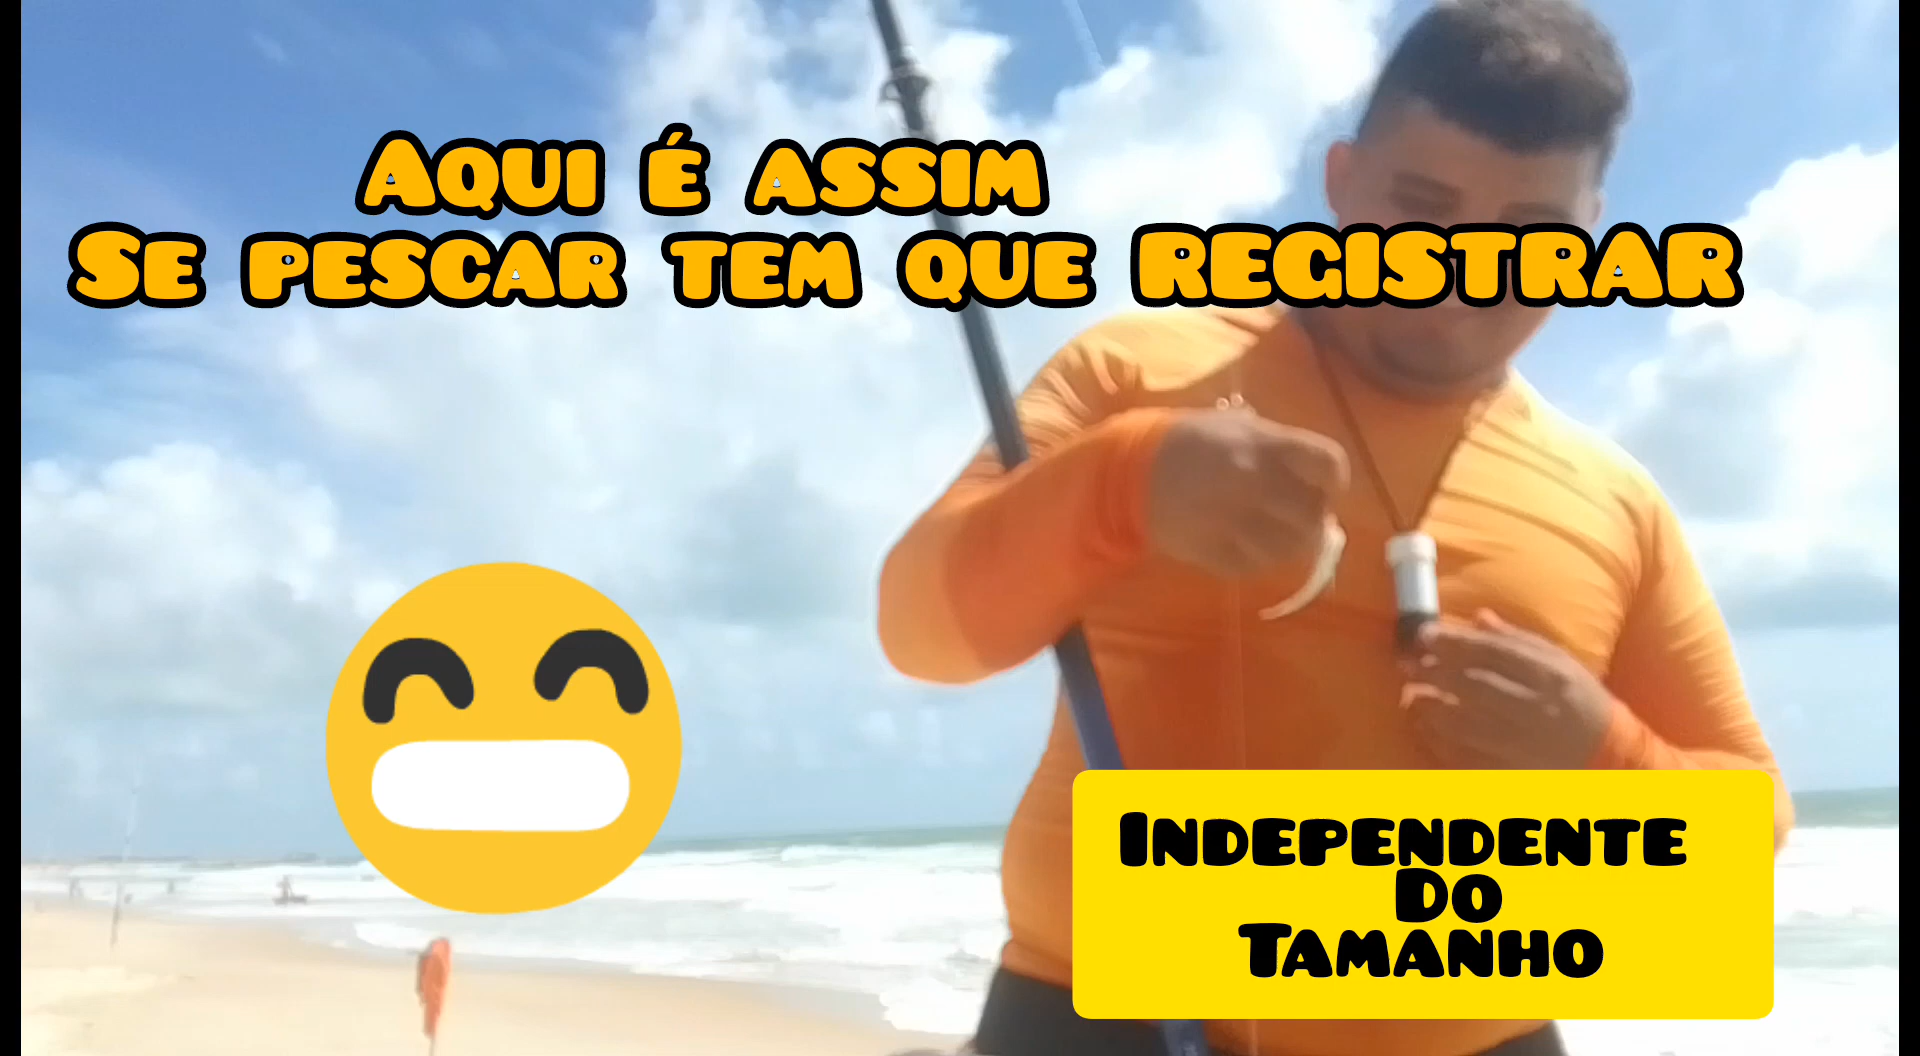 Aqui é assim
Se pescar tem que REGISTRAR
Independente
Do
Tamanho